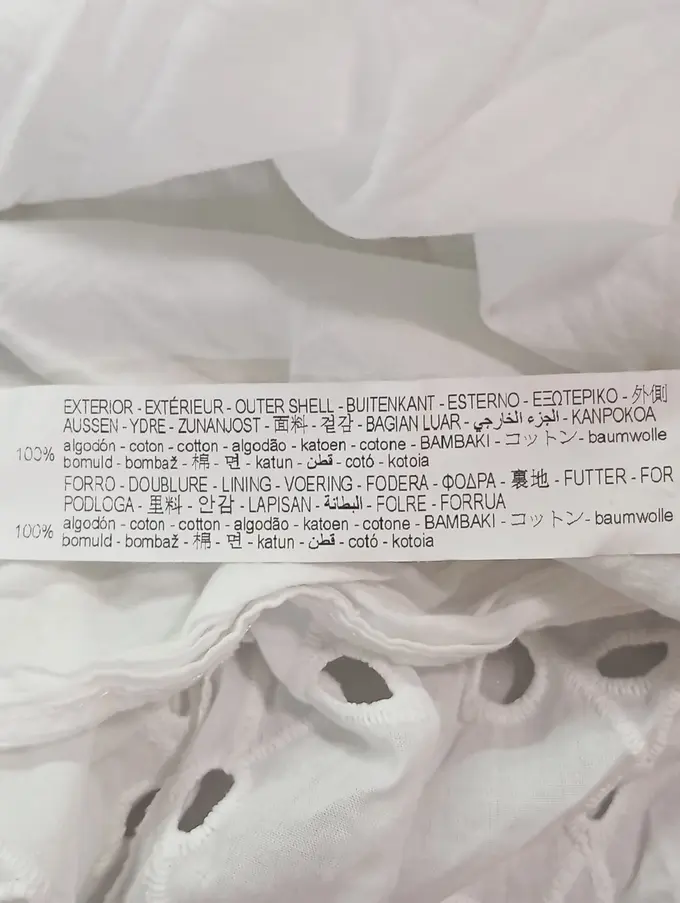 EXTERIOR - EXTÉRIEUR - OUTER SHELL - BUITENKANT - ESTERNO - ΕΞΩΤΕΡΙΚΟ - 外側
AUSSEN - YDRE - ZUNANJOST - 面料 - 겉감 - BAGIAN LUAR - الجزء الخارجي - KANPOKOA
100% algodón - coton - cotton - algodão - katoen - cotone - BAMBAKI - コットン - baumwolle
bomuld - bombaž - 棉 - 면 - katun - قطن - cotó - kotoia
FORRO - DOUBLURE - LINING - VOERING - FODERA - ΦΟΔΡΑ - 裏地 - FUTTER - FOR
PODLOGA - 里料 - 안감 - LAPISAN - البطانة - FOLRE - FORRUA
100% algodón - coton - cotton - algodão - katoen - cotone - BAMBAKI - コットン - baumwolle
bomuld - bombaž - 棉 - 면 - katun - قطن - cotó - kotoia